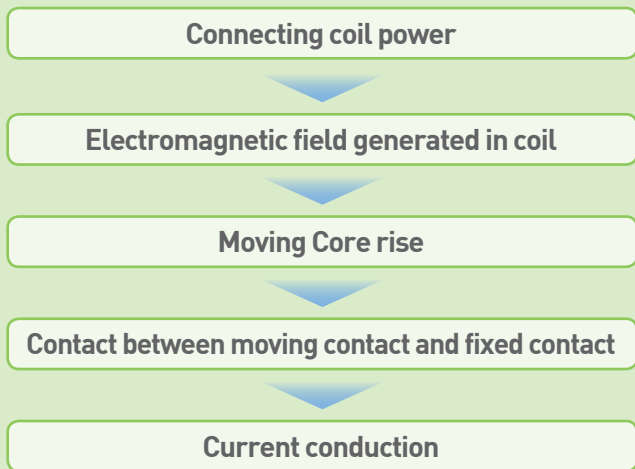 Connecting coil power
Electromagnetic field generated in coil
Moving Core rise
Contact between moving contact and fixed contact
Current conduction